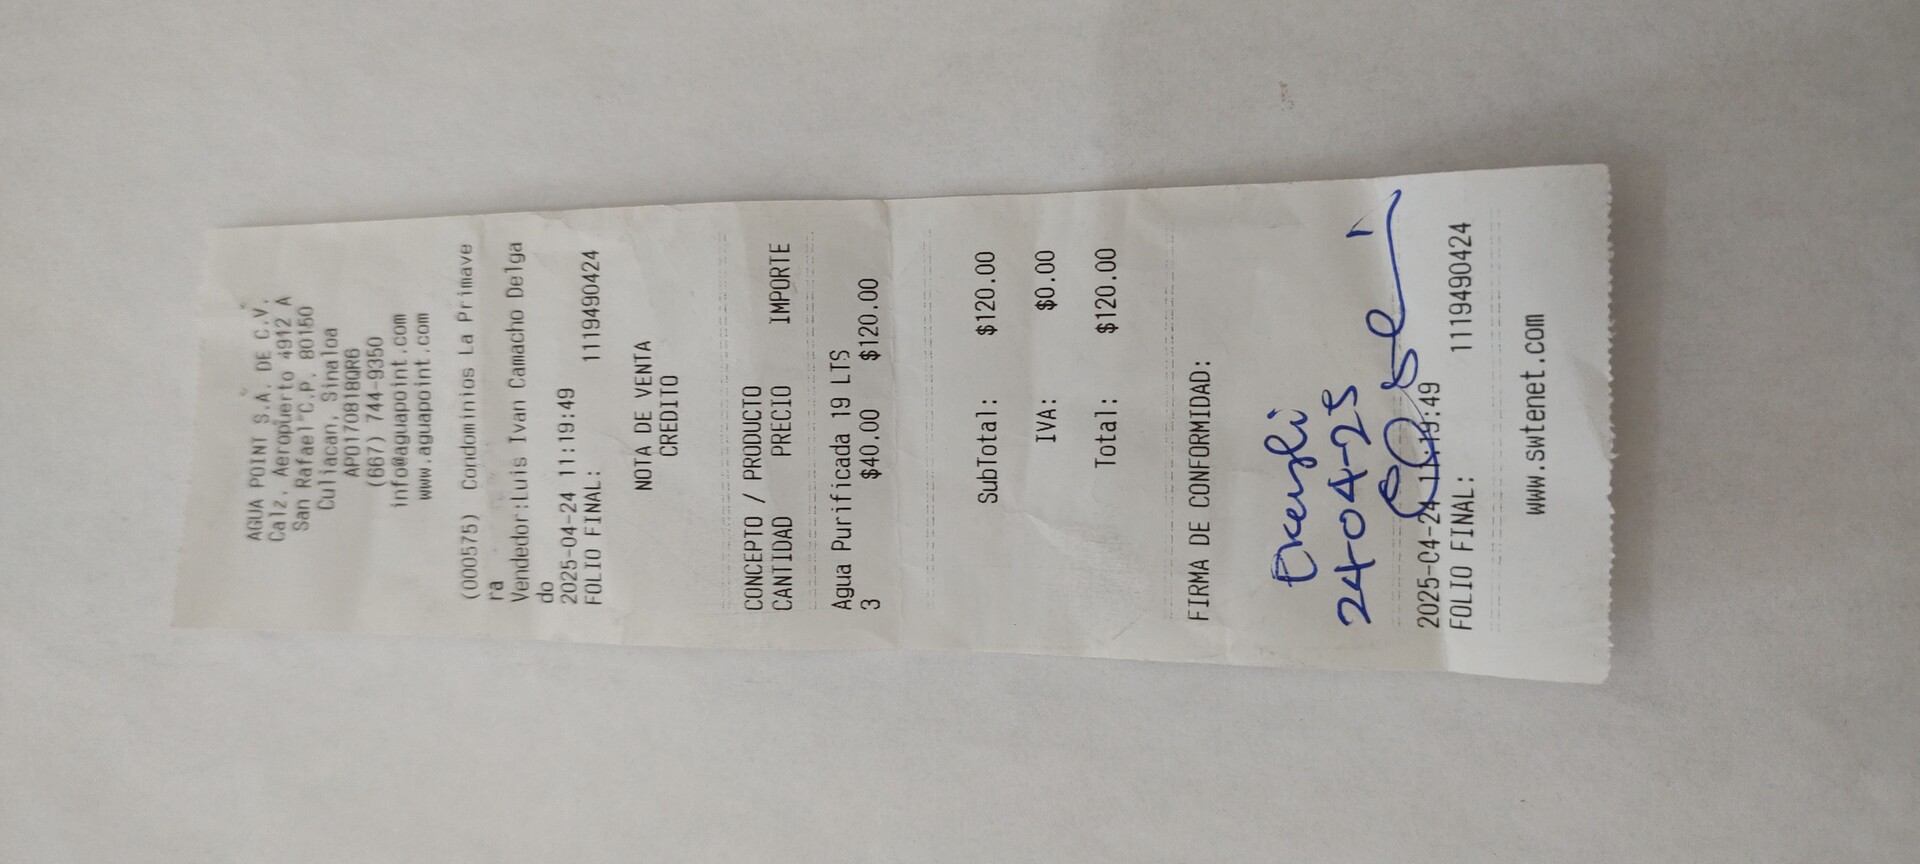 AGUA POINT S.A. DE C.V.
Calz. Aeropuerto 4912 A
San Rafael C.P. 80150
Culiacan, Sinaloa
APO170818QR6
(667) 744-9350
info@aguapoint.com
www.aguapoint.com
(000575) Condominios La Primave
ra
Vendedor:Luis Ivan Camacho Delga
do
2025-04-24 11:19:49
FOLIO FINAL: 1119490424
NOTA DE VENTA
CREDITO
CONCEPTO / PRODUCTO
CANTIDAD PRECIO IMPORTE
Agua Purificada 19 LTS
3 $40.00 $120.00
SubTotal: $120.00
IVA: $0.00
Total: $120.00
FIRMA DE CONFORMIDAD:
24-04-25
2025-04-24 11:19:49
FOLIO FINAL: 1119490424
www.swtenet.com